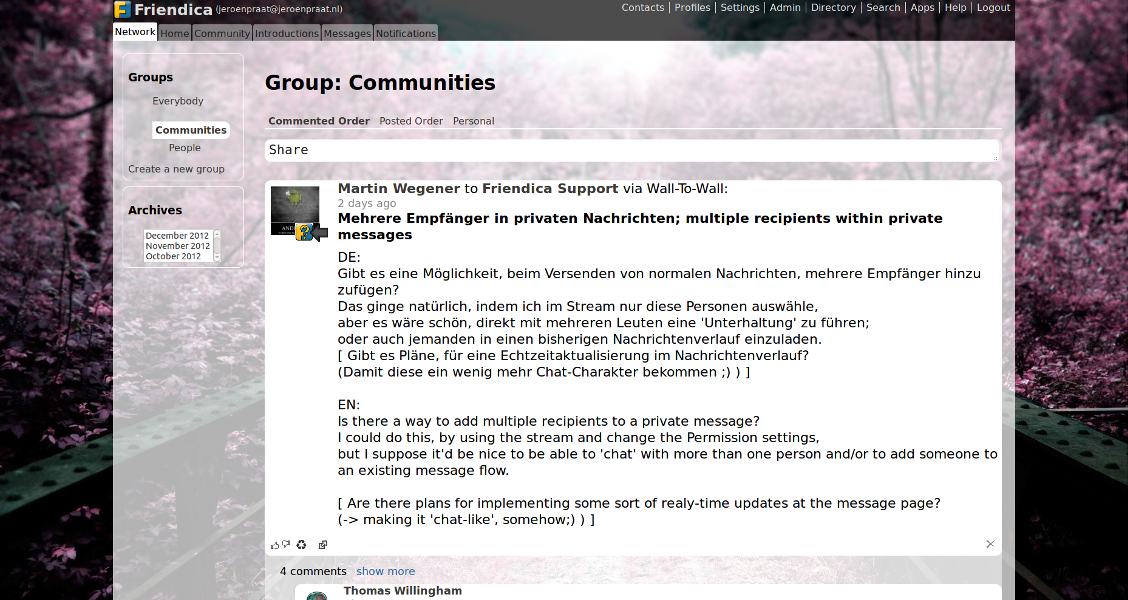 Friendica (jeroenpraat@jeroenpraat.nl)
Contacts | Profiles | Settings | Admin | Directory | Search | Apps | Help | Logout
Network Home Community Introductions Messages Notifications
Groups
Everybody
Communities
People
Create a new group
Archives
December 2012
November 2012
October 2012
Group: Communities
Commented Order Posted Order Personal
Share
Martin Wegener to Friendica Support via Wall-To-Wall:
2 days ago
Mehrere Empfänger in privaten Nachrichten; multiple recipients within private
messages
DE:
Gibt es eine Möglichkeit, beim Versenden von normalen Nachrichten, mehrere Empfänger hinzu
zufügen?
Das ginge natürlich, indem ich im Stream nur diese Personen auswähle,
aber es wäre schön, direkt mit mehreren Leuten eine 'Unterhaltung' zu führen;
oder auch jemanden in einen bisherigen Nachrichtenverlauf einzuladen.
[ Gibt es Pläne, für eine Echtzeitaktualisierung im Nachrichtenverlauf?
(Damit diese ein wenig mehr Chat-Charakter bekommen ;) ) ]
EN:
Is there a way to add multiple recipients to a private message?
I could do this, by using the stream and change the Permission settings,
but I suppose it'd be nice to be able to 'chat' with more than one person and/or to add someone to
an existing message flow.
[ Are there plans for implementing some sort of realy-time updates at the message page?
(-> making it 'chat-like', somehow;) ) ]
4 comments show more
Thomas Willingham